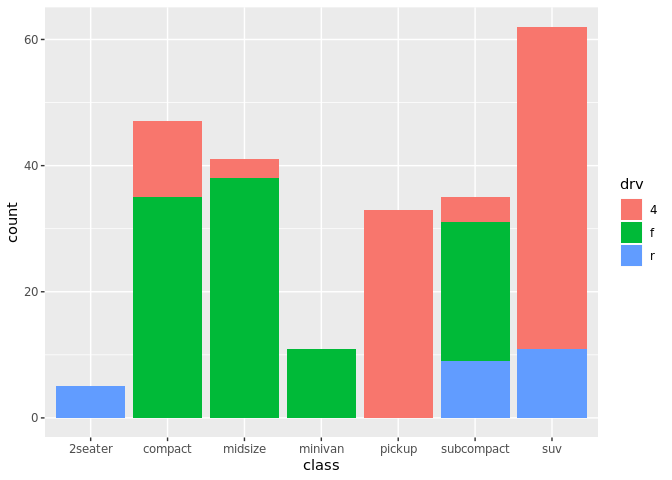 60
40
20
0
count
2seater compact midsize minivan pickup subcompact suv
class
drv
4
f
r